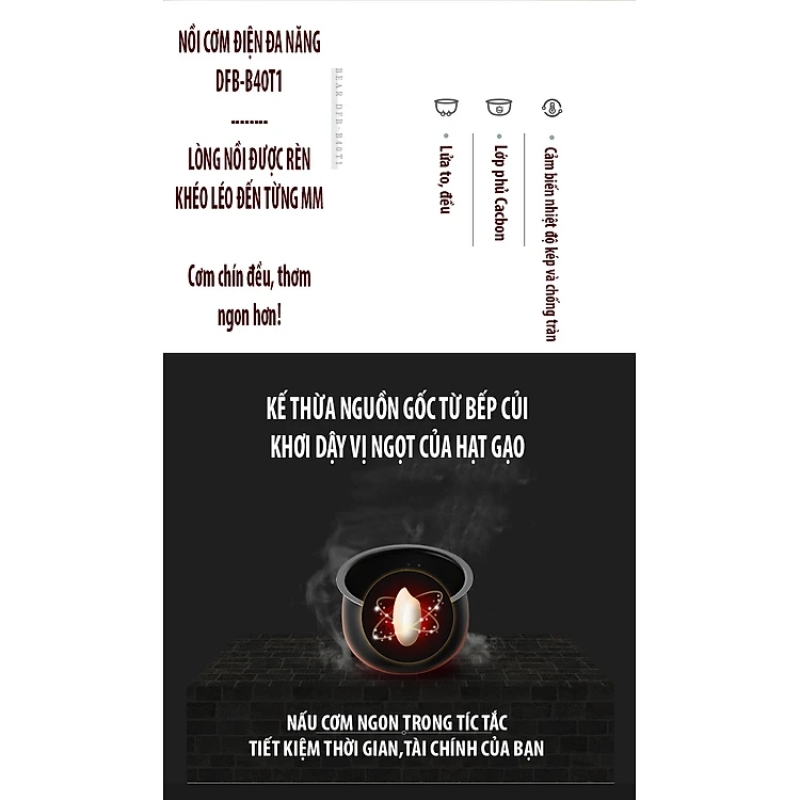 NỒI CƠM ĐIỆN ĐA NĂNG
DFB-B40T1
--------
LÒNG NỒI ĐƯỢC RÈN
KHÉO LÉO ĐẾN TỪNG MM
Cơm chín đều, thơm
ngon hơn!
BEAR DFB-B40T1
• Lửa to, đều
• Lớp phủ Cacbon
• Cảm biến nhiệt độ kép và chống tràn
KẾ THỪA NGUỒN GỐC TỪ BẾP CỦI
KHƠI DẬY VỊ NGỌT CỦA HẠT GẠO
NẤU CƠM NGON TRONG TÍC TẮC
TIẾT KIỆM THỜI GIAN,TÀI CHÍNH CỦA BẠN